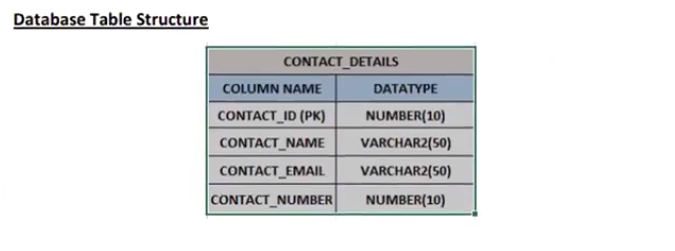 Database Table Structure
CONTACT_DETAILS
COLUMN NAME DATATYPE
CONTACT_ID (PK) NUMBER(10)
CONTACT_NAME VARCHAR2(50)
CONTACT_EMAIL VARCHAR2(50)
CONTACT_NUMBER NUMBER(10)